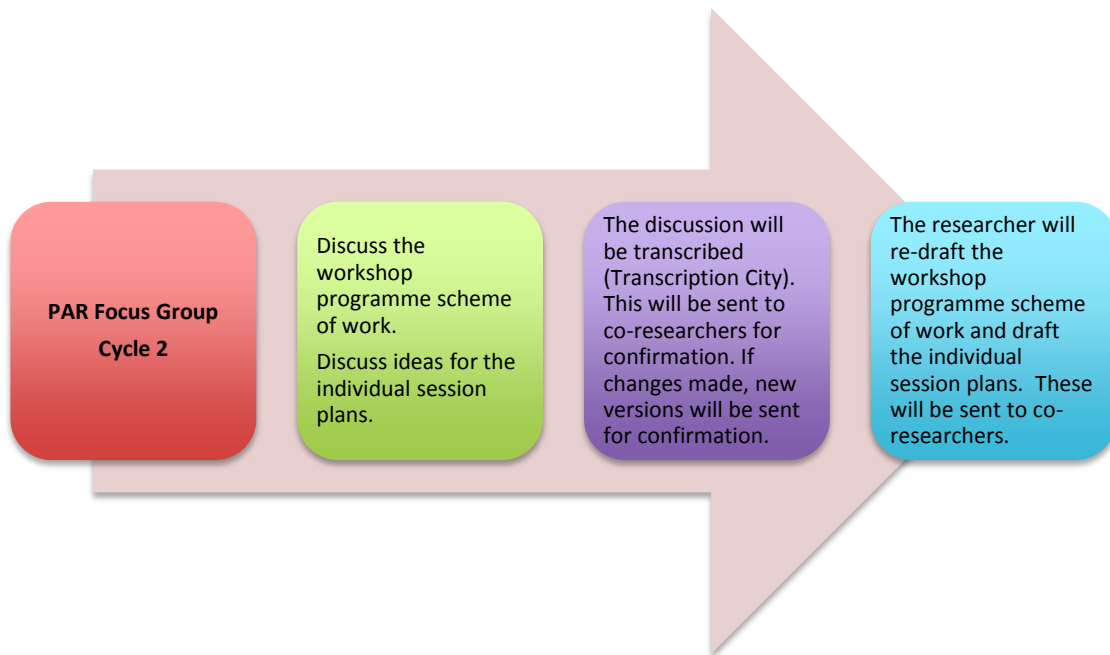 PAR Focus Group
Cycle 2
Discuss the
workshop
programme scheme
of work.
Discuss ideas for the
individual session
plans.
The discussion will
be transcribed
(Transcription City).
This will be sent to
co-researchers for
confirmation. If
changes made, new
versions will be sent
for confirmation.
The researcher will
re-draft the
workshop
programme scheme
of work and draft
the individual
session plans.  These
will be sent to co-
researchers.